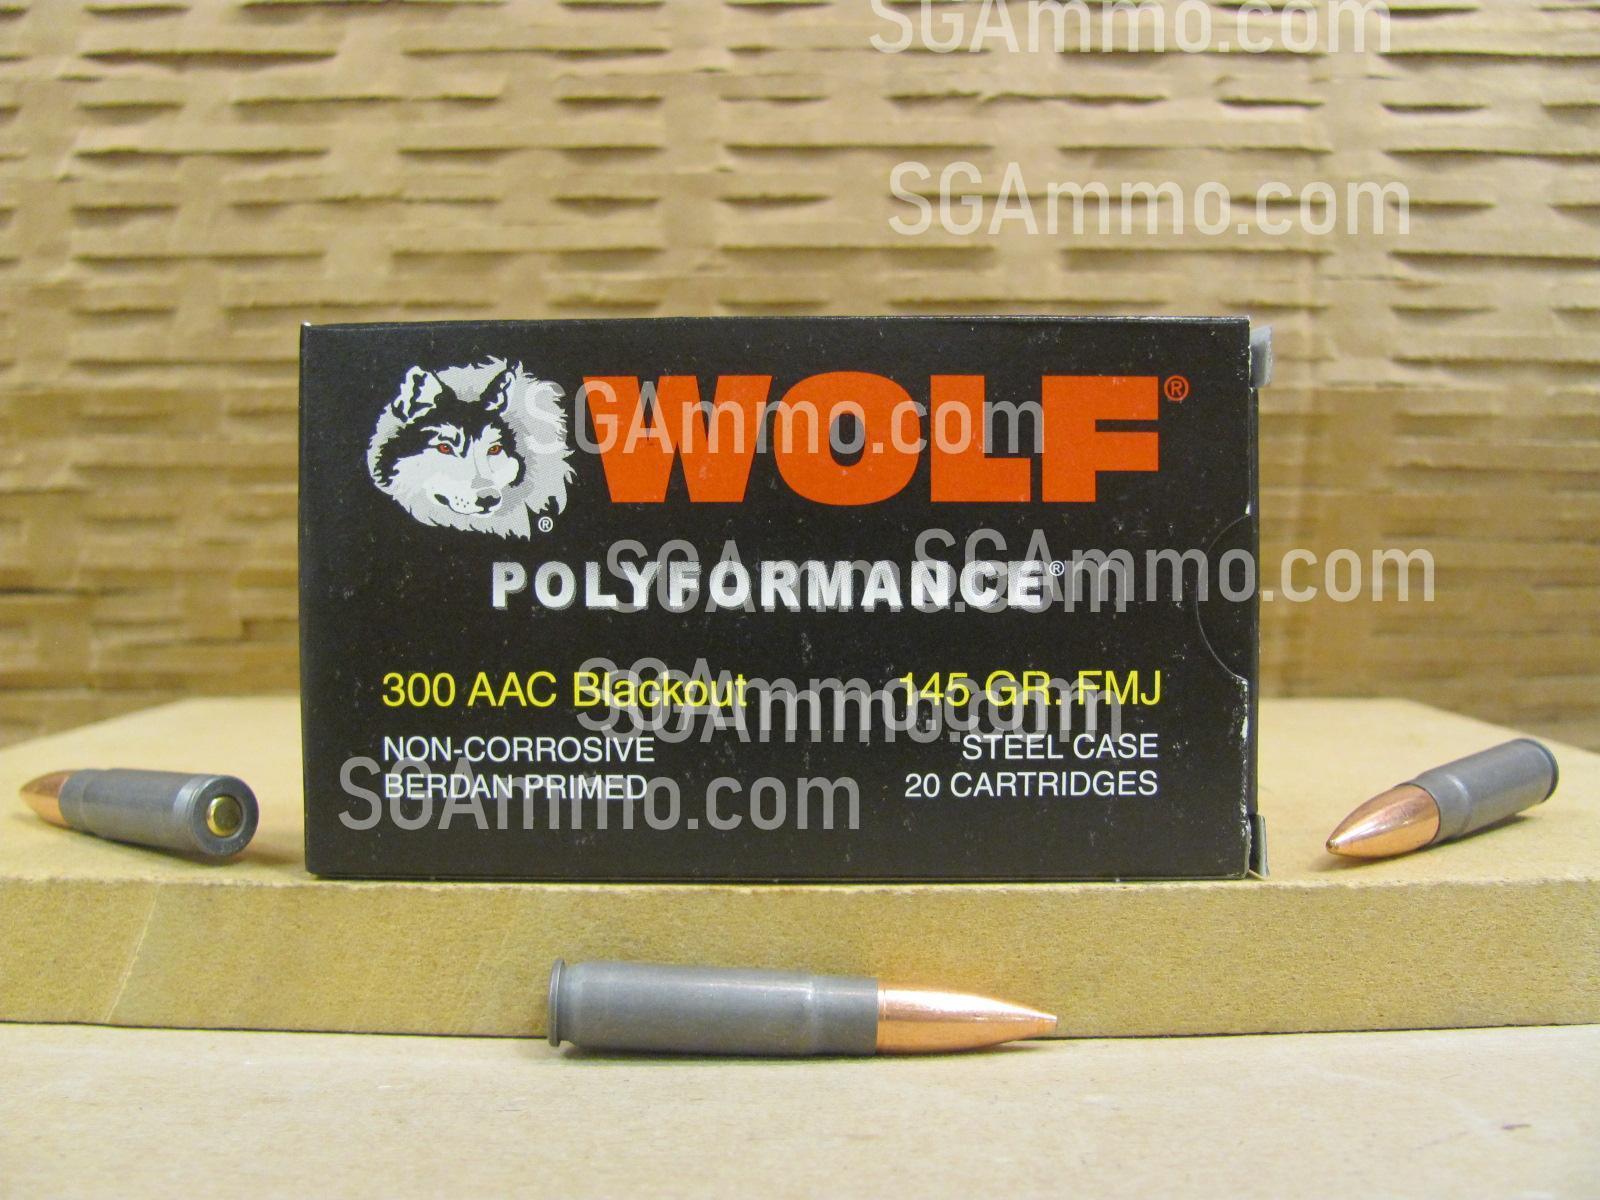 SGAmmo.com
SGAmmo.com
WOLF®
SGAmmo.com
®
POLYFORMANCE®
SGAmmo.com
SGAmmo.com
300 AAC Blackout 145 GR. FMJ
SGAmmo.com
NON-CORROSIVE STEEL CASE
BERDAN PRIMED 20 CARTRIDGES
SGAmmo.com